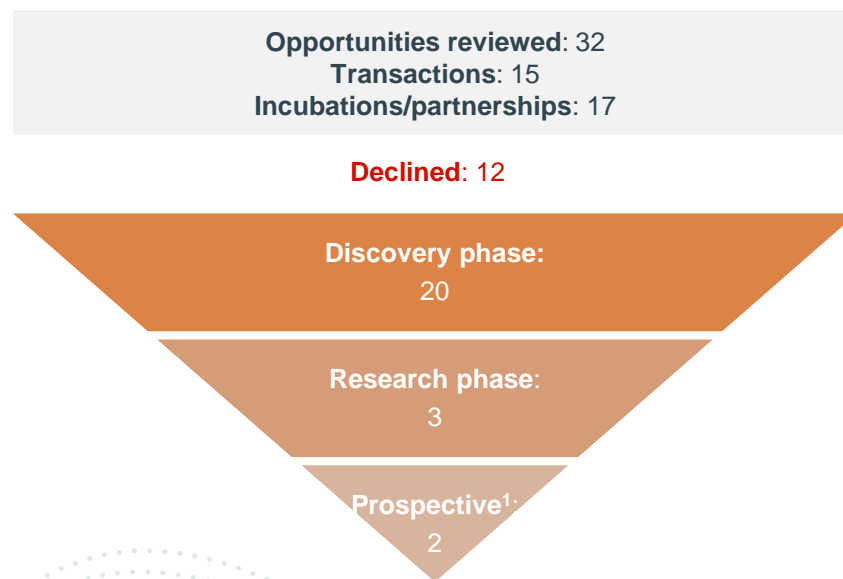 Opportunities reviewed: 32
Transactions: 15
Incubations/partnerships: 17
Declined: 12
Discovery phase:
20
Research phase:
3
Prospective¹:
2